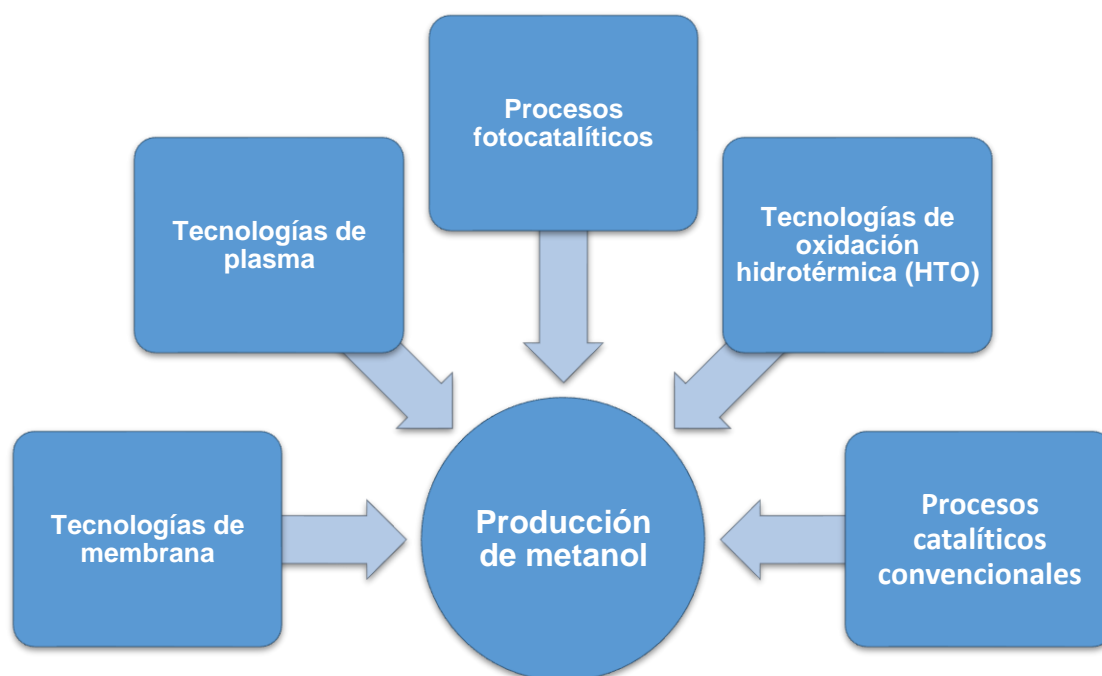 Procesos
fotocatalíticos
Tecnologías de
plasma
Tecnologías de
oxidación
hidrotérmica (HTO)
Tecnologías de
membrana
Producción
de metanol
Procesos
catalíticos
convencionales